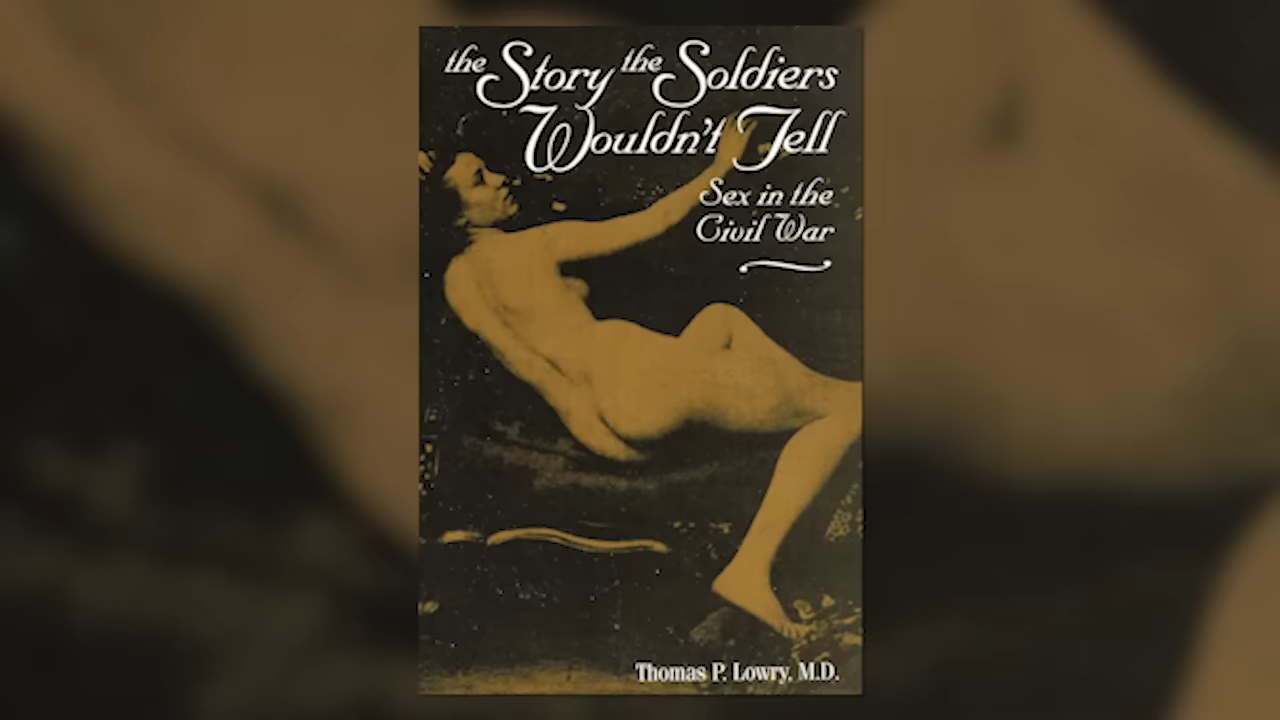 the Story the Soldiers
Wouldn't Tell
Sex in the
Civil War
Thomas P. Lowry, M.D.